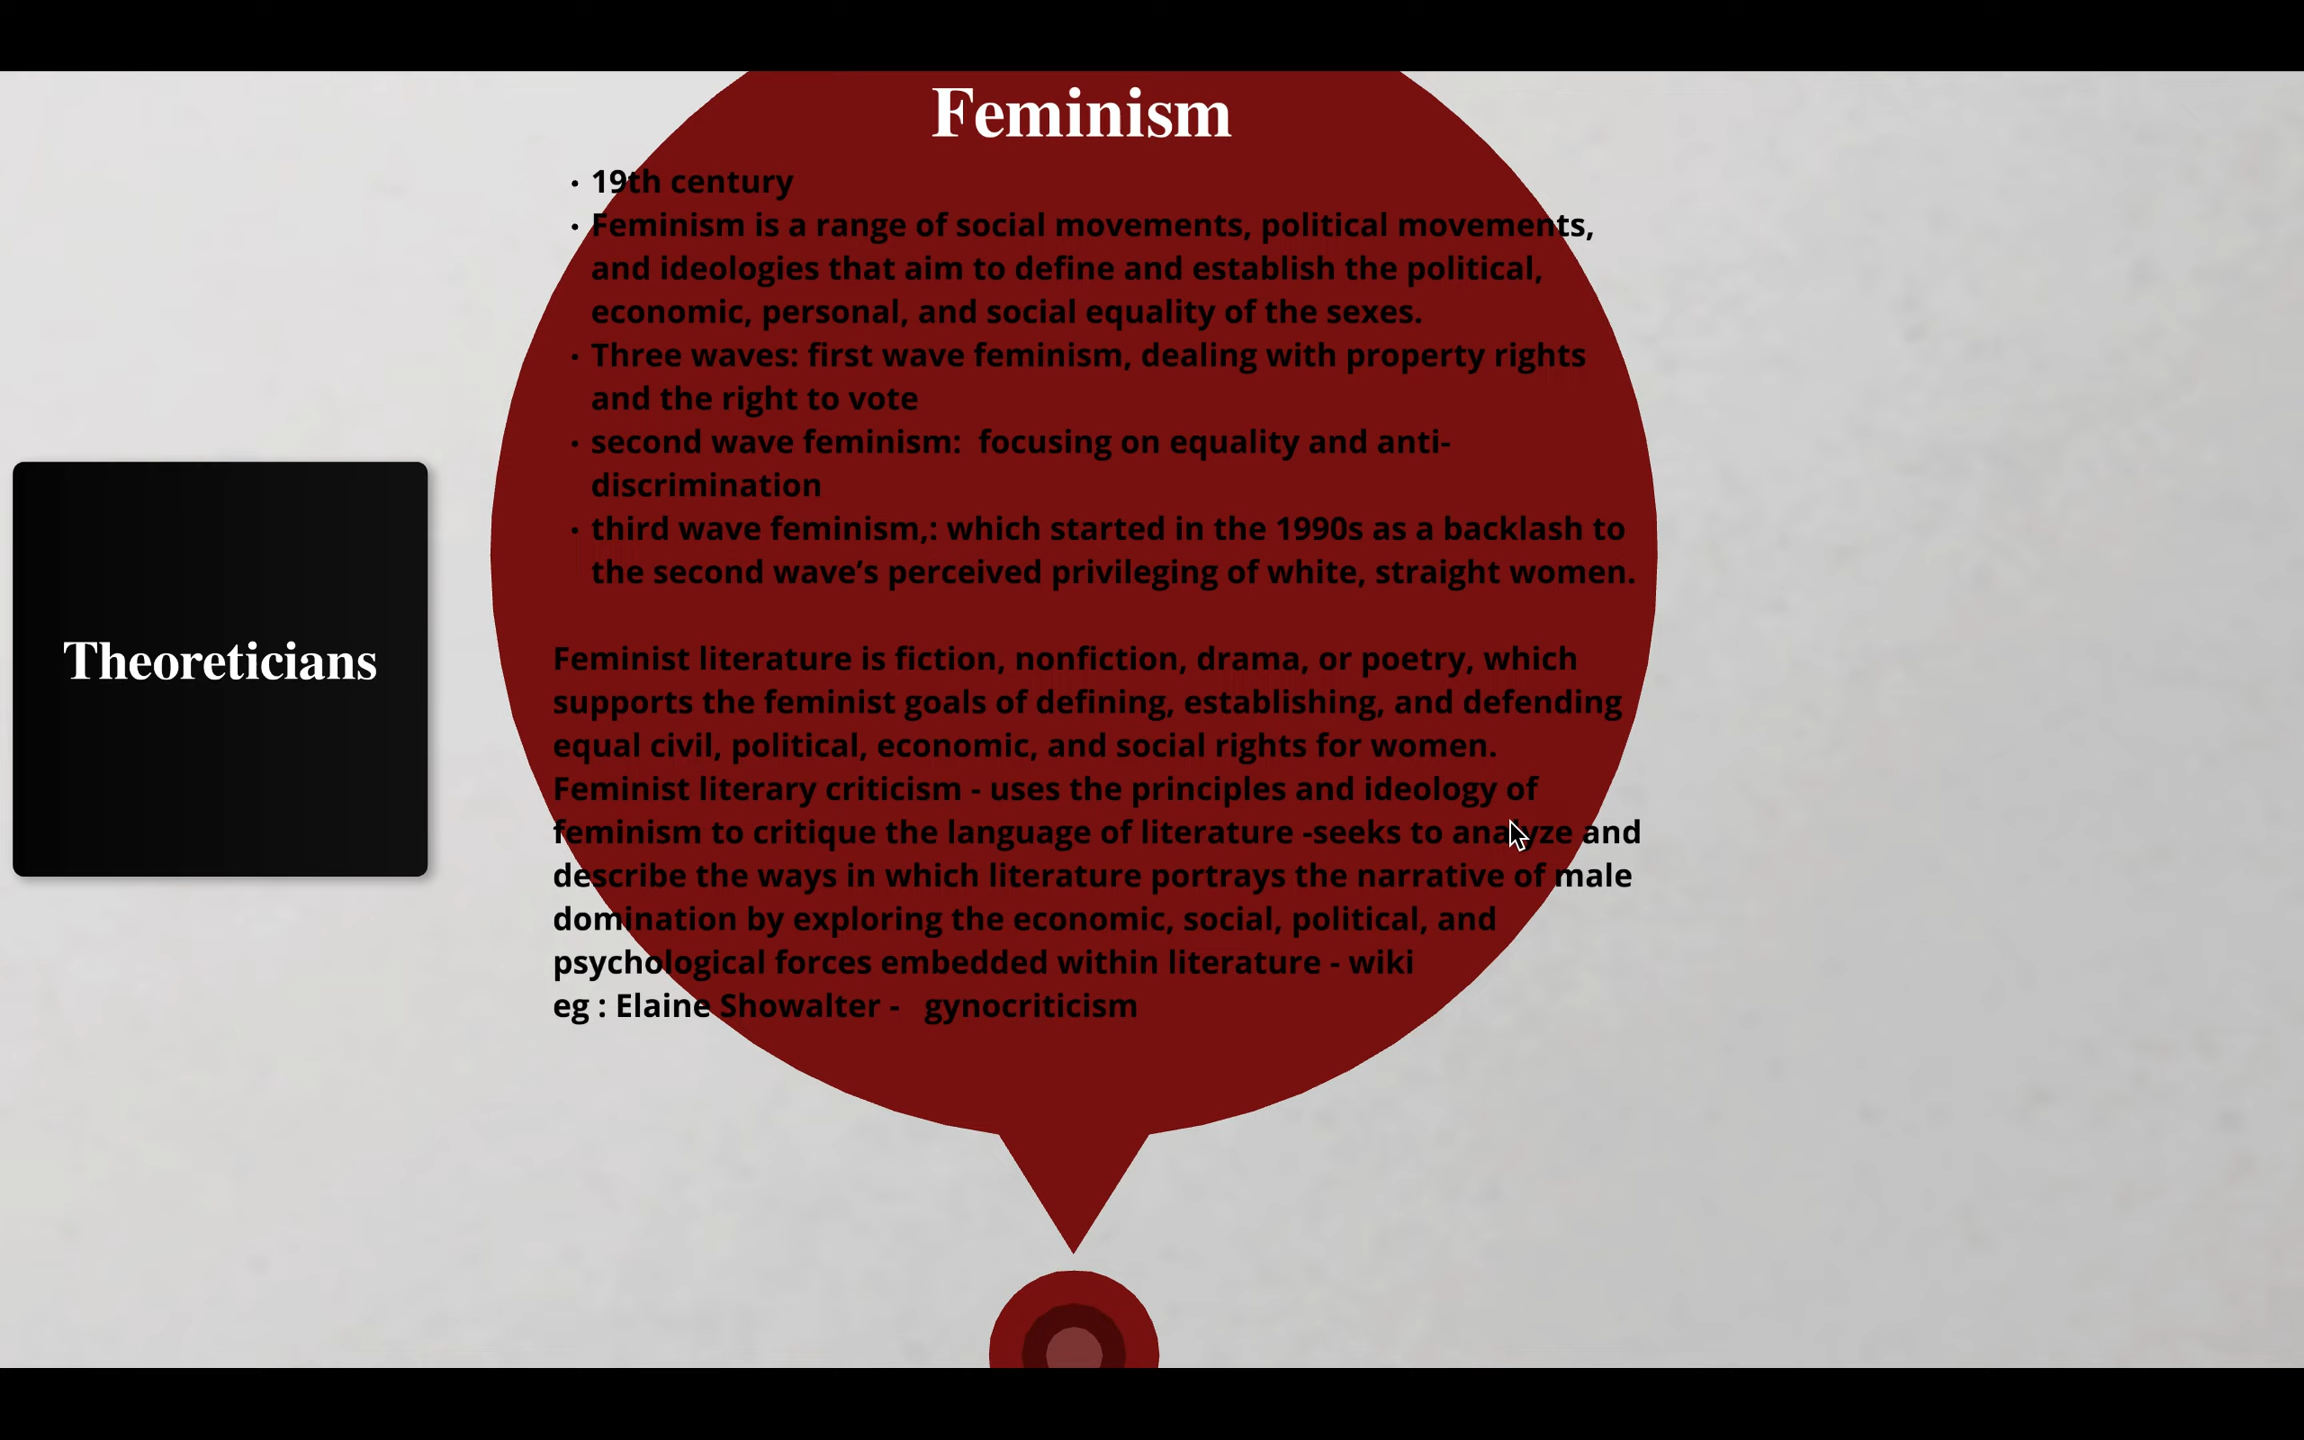 Feminism
• 19th century
• Feminism is a range of social movements, political movements,
and ideologies that aim to define and establish the political,
economic, personal, and social equality of the sexes.
• Three waves: first wave feminism, dealing with property rights
and the right to vote
• second wave feminism:  focusing on equality and anti-
discrimination
• third wave feminism,: which started in the 1990s as a backlash to
the second wave’s perceived privileging of white, straight women.
Theoreticians
Feminist literature is fiction, nonfiction, drama, or poetry, which
supports the feminist goals of defining, establishing, and defending
equal civil, political, economic, and social rights for women.
Feminist literary criticism - uses the principles and ideology of
feminism to critique the language of literature -seeks to analyze and
describe the ways in which literature portrays the narrative of male
domination by exploring the economic, social, political, and
psychological forces embedded within literature - wiki
eg : Elaine Showalter -   gynocriticism